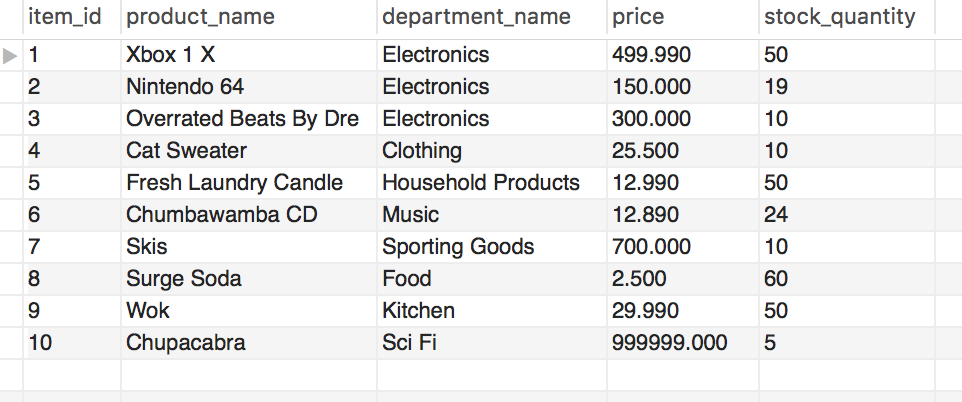 item_id product_name department_name price stock_quantity
1 Xbox 1 X Electronics 499.990 50
2 Nintendo 64 Electronics 150.000 19
3 Overrated Beats By Dre Electronics 300.000 10
4 Cat Sweater Clothing 25.500 10
5 Fresh Laundry Candle Household Products 12.990 50
6 Chumbawamba CD Music 12.890 24
7 Skis Sporting Goods 700.000 10
8 Surge Soda Food 2.500 60
9 Wok Kitchen 29.990 50
10 Chupacabra Sci Fi 999999.000 5